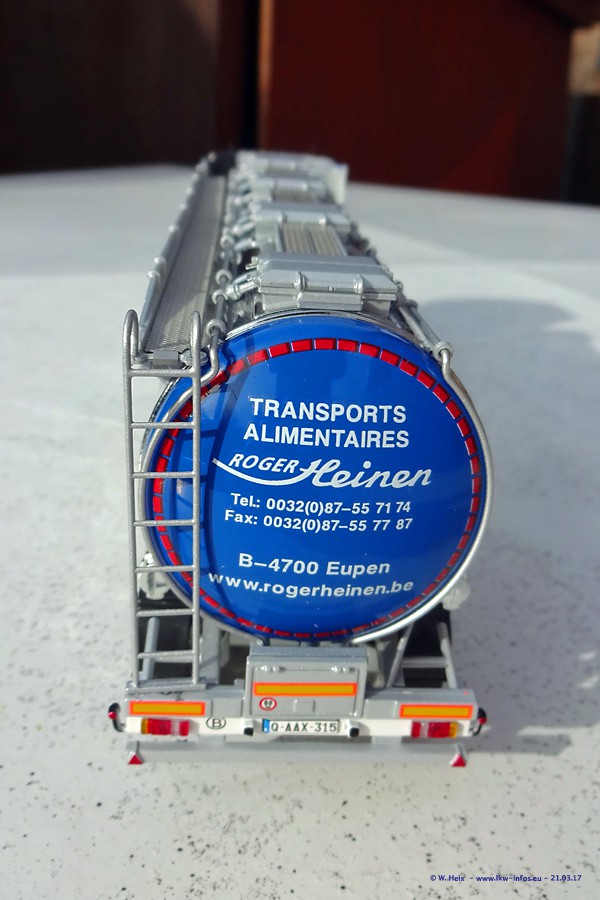 TRANSPORTS
ALIMENTAIRES
ROGER Heinen
Tel.: 0032(0)87-55 71 74
Fax: 0032(0)87-55 77 87
B-4700 Eupen
www.rogerheinen.be
B
Q-AAX-315
© W. Heix - www.lkw-infos.eu - 21.03.17